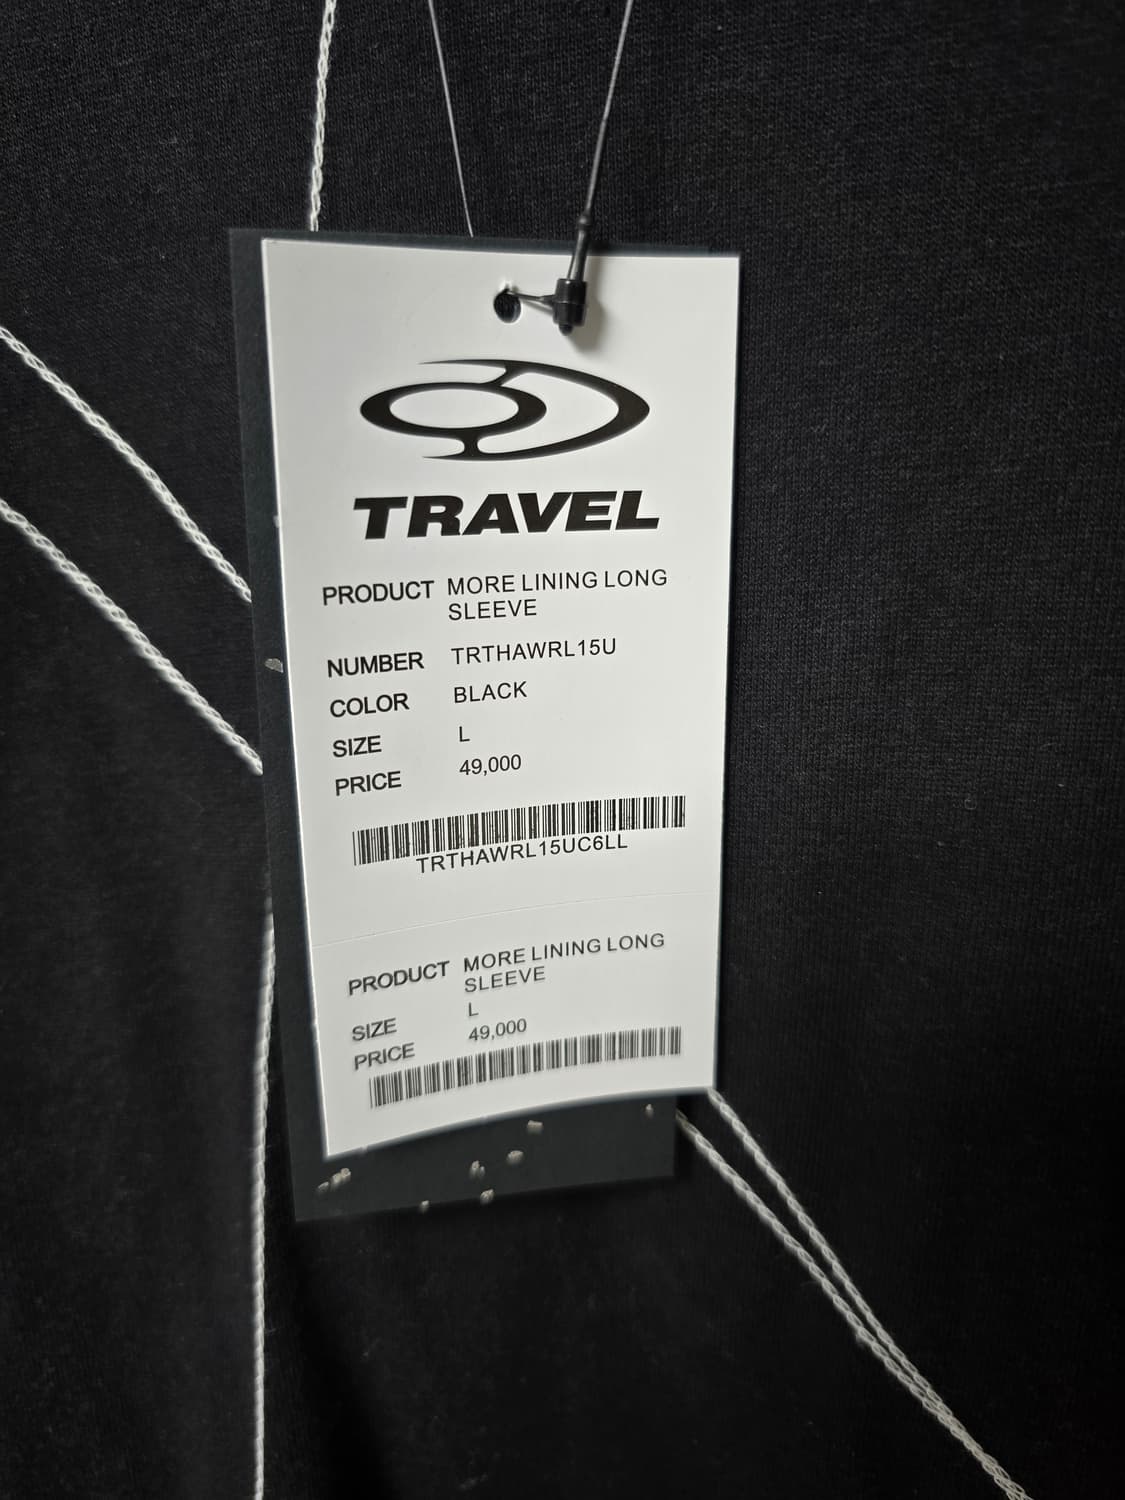 TRAVEL
PRODUCT MORE LINING LONG
SLEEVE
NUMBER TRTHAWRL15U
COLOR BLACK
SIZE L
PRICE 49,000
TRTHAWRL15UC6LL
PRODUCT MORE LINING LONG
SLEEVE
SIZE L
PRICE 49,000